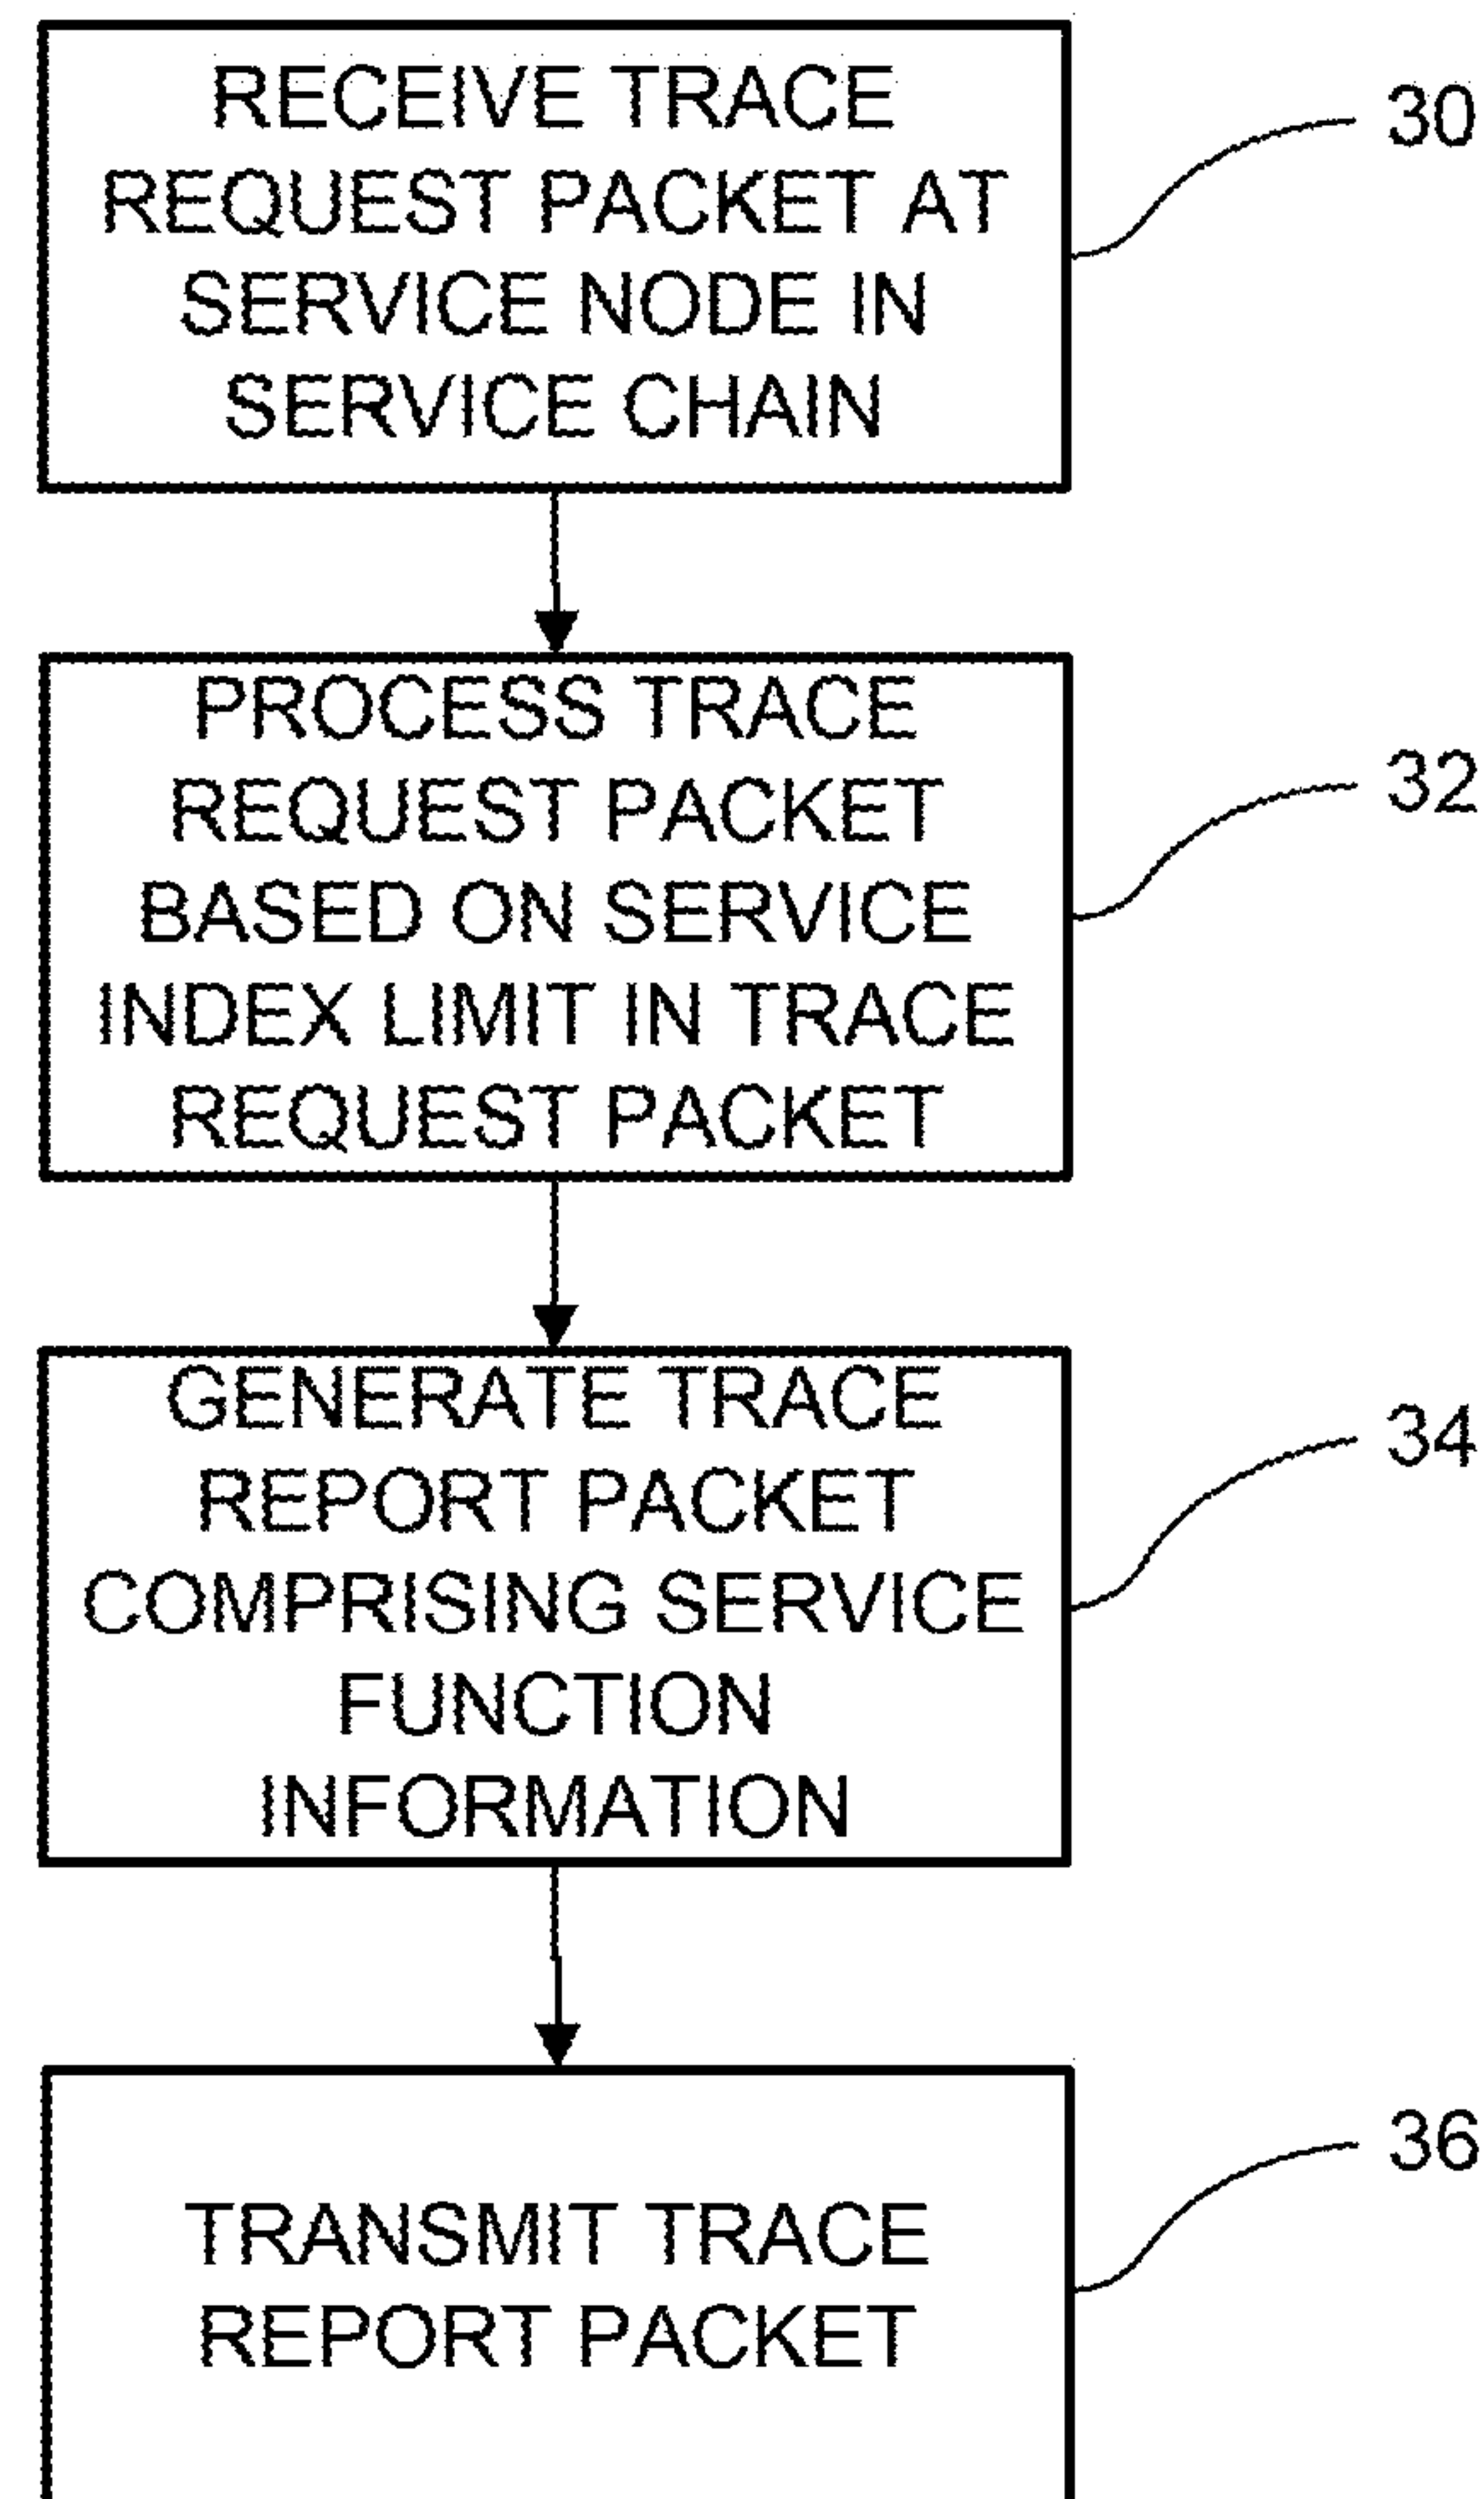 RECEIVE TRACE
REQUEST PACKET AT
SERVICE NODE IN
SERVICE CHAIN
30
PROCESS TRACE
REQUEST PACKET
BASED ON SERVICE
INDEX LIMIT IN TRACE
REQUEST PACKET
32
GENERATE TRACE
REPORT PACKET
COMPRISING SERVICE
FUNCTION
INFORMATION
34
TRANSMIT TRACE
REPORT PACKET
36